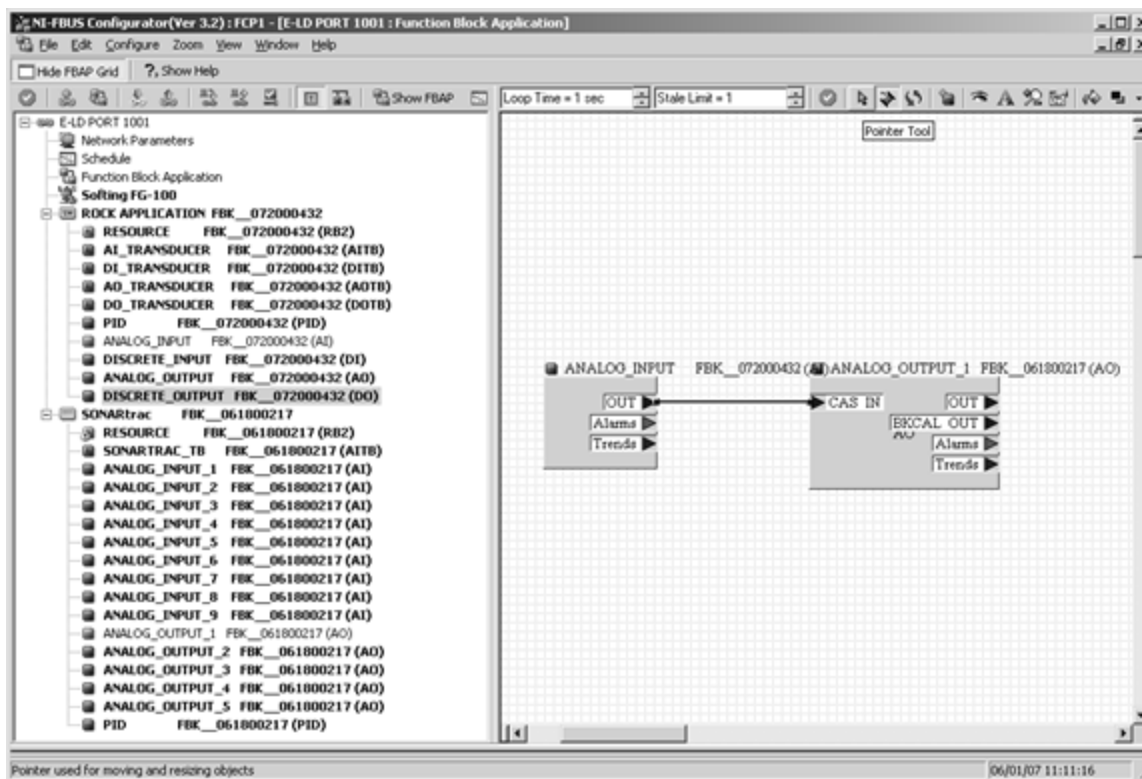 NI-FBUS Configurator(Ver 3.2) : FCP1 - [E-LD PORT 1001 : Function Block Application]
File Edit Configure Zoom View Window Help
Hide FBAP Grid ?, Show Help
Show FBAP Loop Time = 1 sec Stale Limit = 1
Pointer Tool
E-LD PORT 1001
Network Parameters
Schedule
Function Block Application
Softing FG-100
ROCK APPLICATION FBK__072000432
RESOURCE FBK__072000432 (RB2)
AI_TRANSDUCER FBK__072000432 (AITB)
DI_TRANSDUCER FBK__072000432 (DITB)
AO_TRANSDUCER FBK__072000432 (AOTB)
DO_TRANSDUCER FBK__072000432 (DOTB)
PID FBK__072000432 (PID)
ANALOG_INPUT FBK__072000432 (AI)
DISCRETE_INPUT FBK__072000432 (DI)
ANALOG_OUTPUT FBK__072000432 (AO)
DISCRETE_OUTPUT FBK__072000432 (DO)
SONARtrac FBK__061800217
RESOURCE FBK__061800217 (RB2)
SONARTRAC_TB FBK__061800217 (AITB)
ANALOG_INPUT_1 FBK__061800217 (AI)
ANALOG_INPUT_2 FBK__061800217 (AI)
ANALOG_INPUT_3 FBK__061800217 (AI)
ANALOG_INPUT_4 FBK__061800217 (AI)
ANALOG_INPUT_5 FBK__061800217 (AI)
ANALOG_INPUT_6 FBK__061800217 (AI)
ANALOG_INPUT_7 FBK__061800217 (AI)
ANALOG_INPUT_8 FBK__061800217 (AI)
ANALOG_INPUT_9 FBK__061800217 (AI)
ANALOG_OUTPUT_1 FBK__061800217 (AO)
ANALOG_OUTPUT_2 FBK__061800217 (AO)
ANALOG_OUTPUT_3 FBK__061800217 (AO)
ANALOG_OUTPUT_4 FBK__061800217 (AO)
ANALOG_OUTPUT_5 FBK__061800217 (AO)
PID FBK__061800217 (PID)
ANALOG_INPUT FBK__072000432 (AI)
OUT
Alarms
Trends
ANALOG_OUTPUT_1 FBK__061800217 (AO)
CAS_IN OUT
BKCAL_OUT
AO
Alarms
Trends
Pointer used for moving and resizing objects 06/01/07 11:11:16